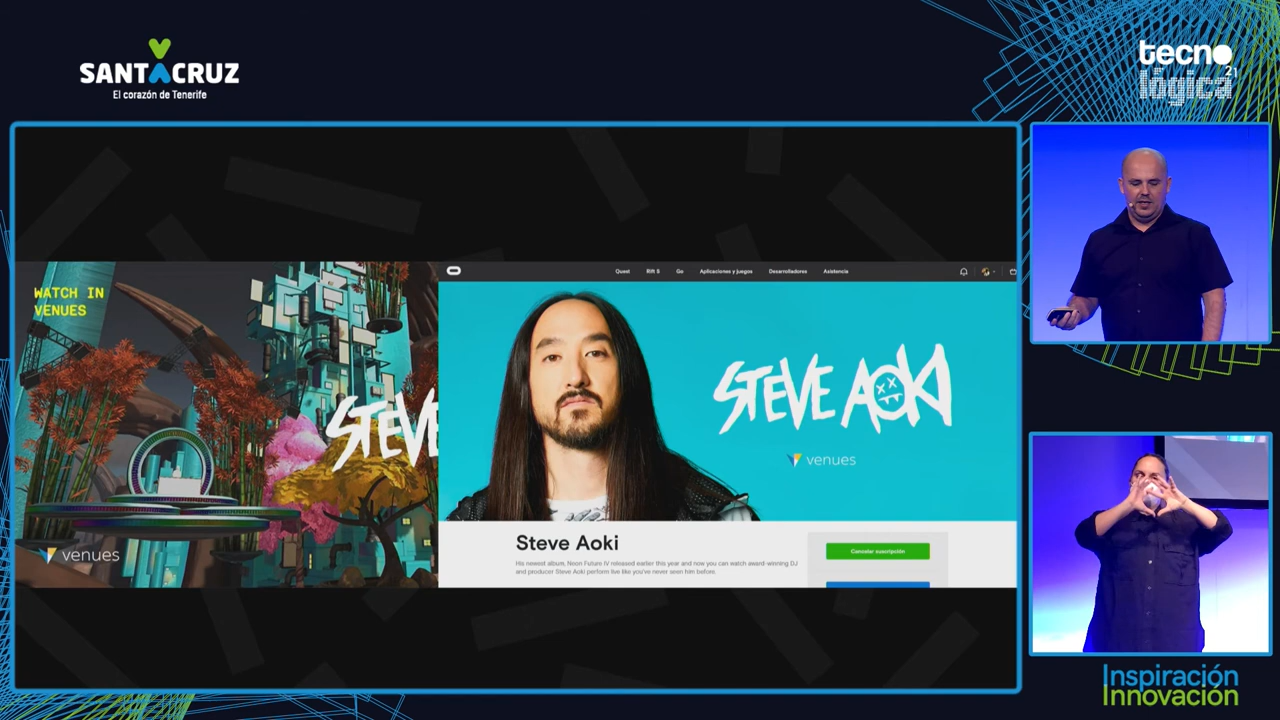 SANTACRUZ
El corazón de Tenerife
tecno
lógica
21
WATCH IN
VENUES
STEVE
venues
Quest Rift S Go Aplicaciones y juegos Desarrolladores Asistencia
STEVE AOKI
venues
Steve Aoki
His newest album, Neon Future IV released earlier this year and now you can watch award-winning DJ
and producer Steve Aoki perform live like you've never seen him before.
Cancelar suscripción
Inspiración
Innovación